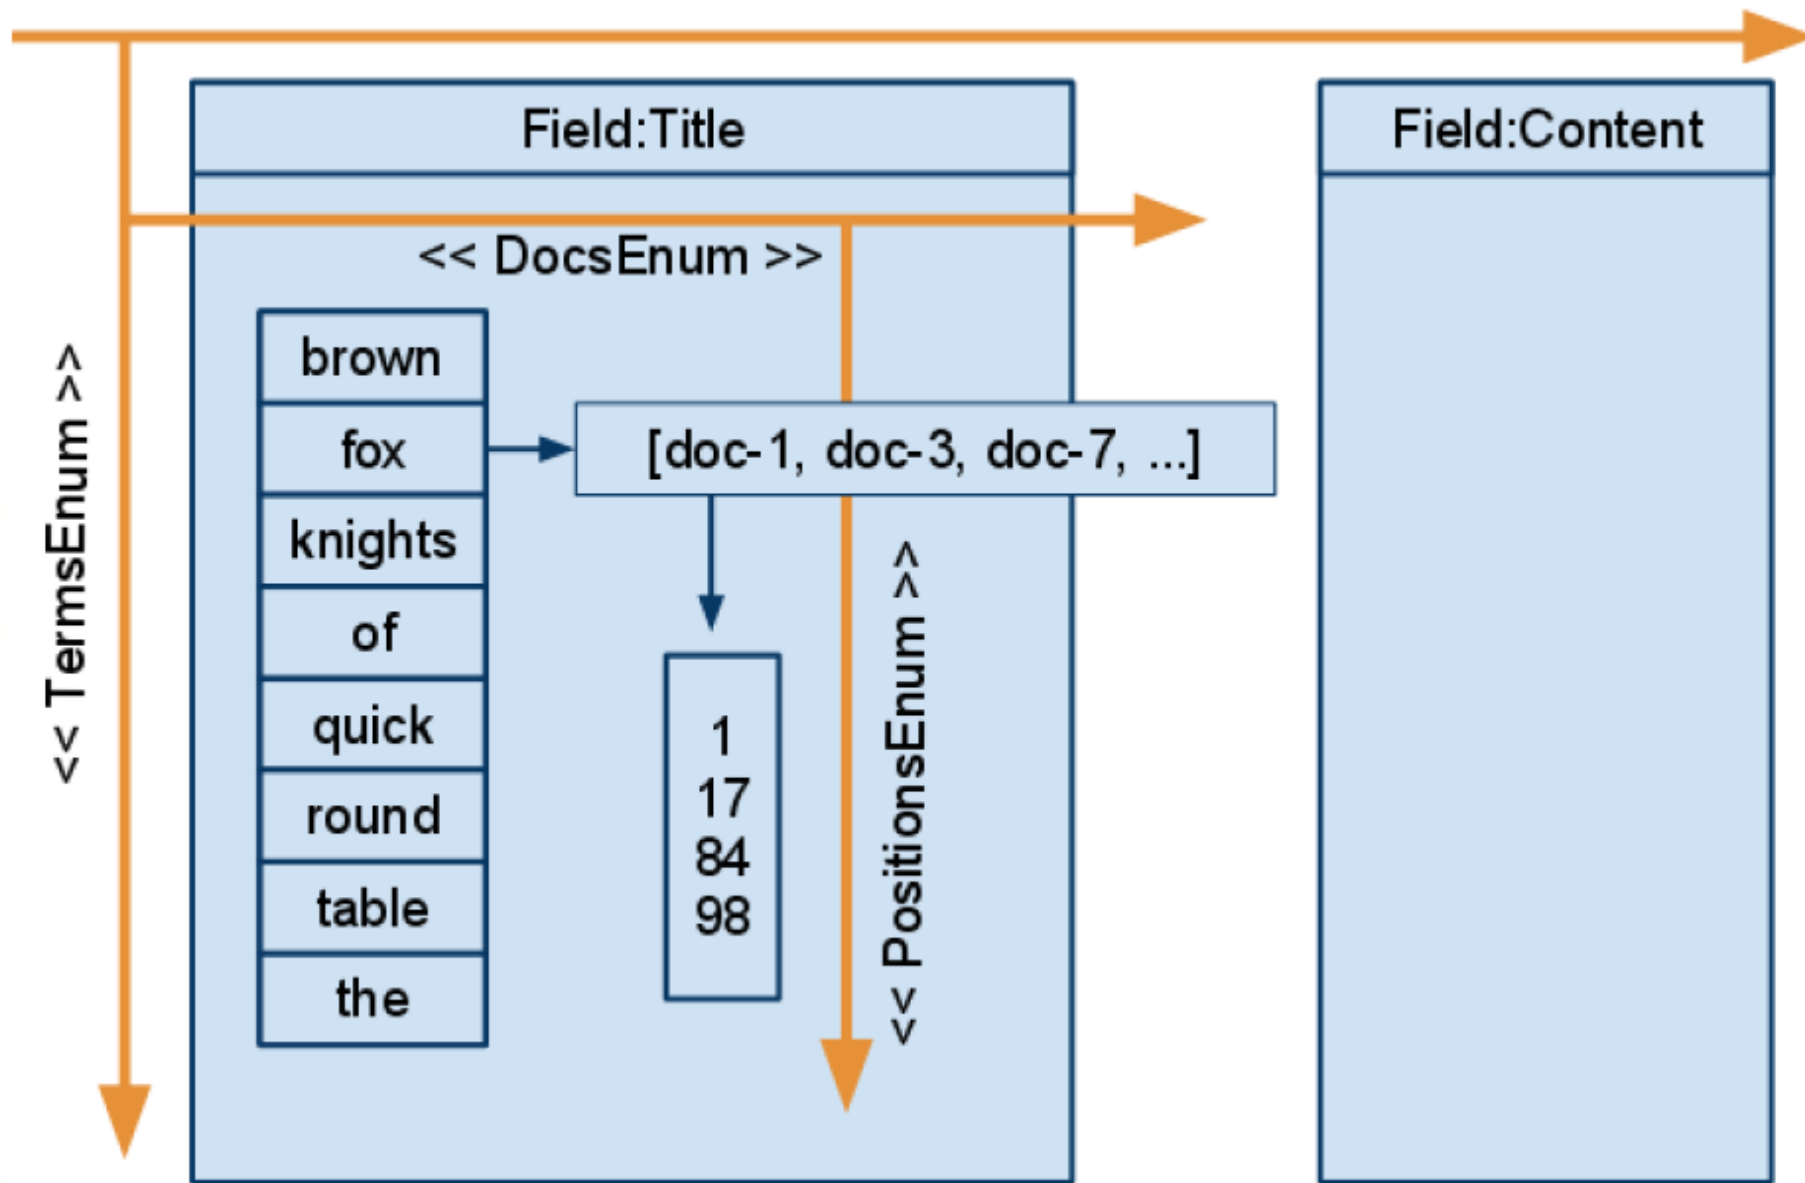 Field:Title
Field:Content
<< DocsEnum >>
<< TermsEnum >>
brown
fox
[doc-1, doc-3, doc-7, ...]
knights
of
quick
round
table
the
1
17
84
98
<< PositionsEnum >>